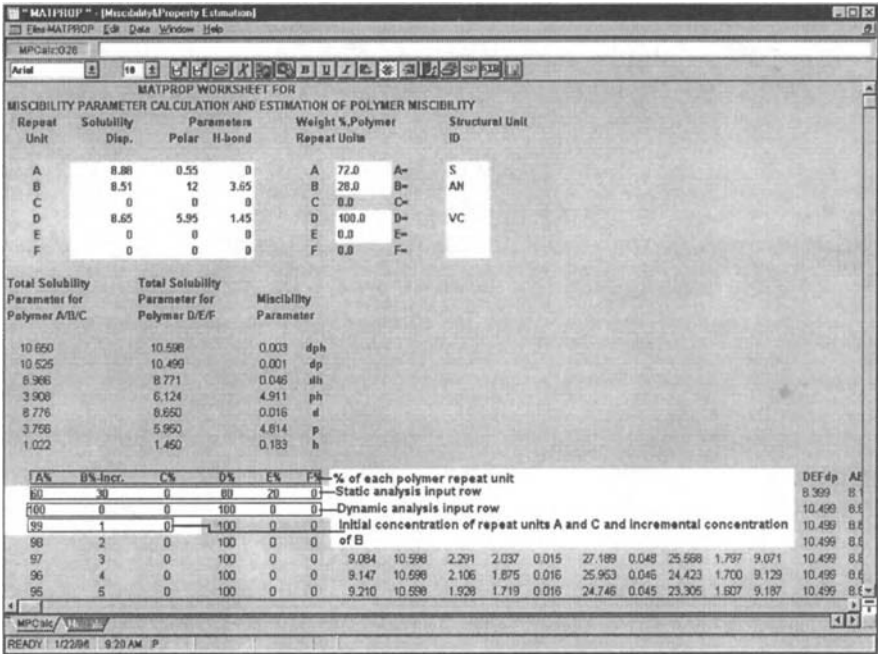 " MATPROP " - [Miscibility&Property Estimation]
Files-MATPROP Edit Data Window Help
MPCalc:G28
Ariel 18 B U I SP
MATPROP WORKSHEET FOR
MISCIBILITY PARAMETER CALCULATION AND ESTIMATION OF POLYMER MISCIBILITY
Repeat Solubility Parameters Weight %,Polymer Structural Unit
Unit Disp. Polar H-bond Repeat Units ID
A 8.88 0.55 0 A 72.0 A= S
B 8.51 12 3.65 B 28.0 B= AN
C 0 0 0 C 0.0 C=
D 8.65 5.95 1.45 D 100.0 D= VC
E 0 0 0 E 0.0 E=
F 0 0 0 F 0.0 F=
Total Solubility Total Solubility
Parameter for Parameter for Miscibility
Polymer A/B/C Polymer D/E/F Parameter
10.650 10.598 0.003 dph
10.525 10.499 0.001 dp
8.986 8.771 0.046 dh
3.908 6.124 4.911 ph
8.776 8.650 0.016 d
3.756 5.950 4.814 p
1.022 1.450 0.183 h
A% B%-Incr. C% D% E% F% % of each polymer repeat unit DEFdp
60 30 0 80 20 0 Static analysis input row 8.399 8.1
100 0 0 100 0 0 Dynamic analysis input row 10.499
99 1 0 100 0 0 Initial concentration of repeat units A and C and incremental concentration 10.499
98 2 0 100 0 0 of B 10.499
97 3 0 100 0 0 9.084 10.598 2.291 2.037 0.015 27.189 0.048 25.568 1.797 9.071 10.499
96 4 0 100 0 0 9.147 10.598 2.106 1.875 0.016 25.963 0.046 24.423 1.700 9.129 10.499
95 5 0 100 0 0 9.210 10.598 1.928 1.719 0.016 24.746 0.045 23.305 1.607 9.187 10.499
MPCalc
READY 1/22/96 9:20 AM P